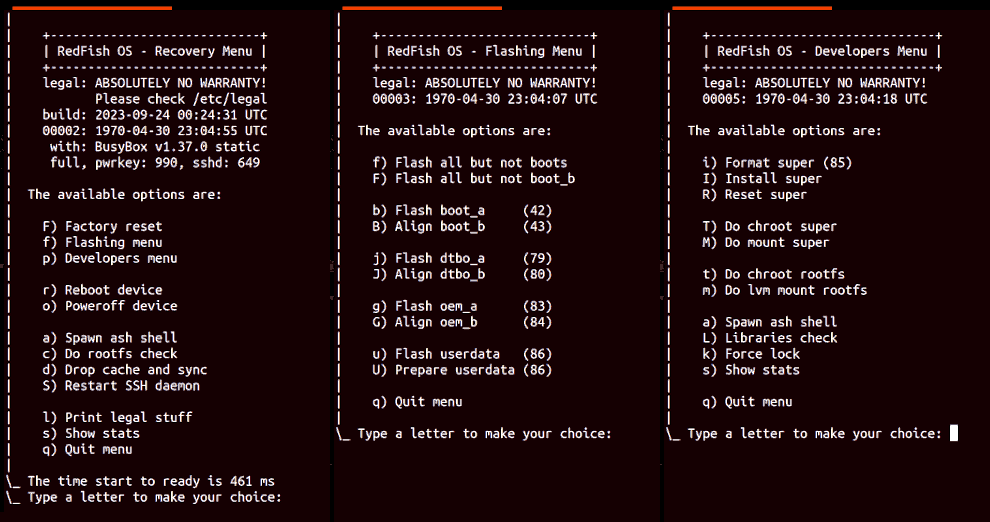 +----------------------------+
| RedFish OS - Recovery Menu |
+----------------------------+
legal: ABSOLUTELY NO WARRANTY!
Please check /etc/legal
build: 2023-09-24 00:24:31 UTC
00002: 1970-04-30 23:04:55 UTC
with: BusyBox v1.37.0 static
full, pwrkey: 990, sshd: 649
The available options are:
F) Factory reset
f) Flashing menu
p) Developers menu
r) Reboot device
o) Poweroff device
a) Spawn ash shell
c) Do rootfs check
d) Drop cache and sync
S) Restart SSH daemon
l) Print legal stuff
s) Show stats
q) Quit menu
\_ The time start to ready is 461 ms
\_ Type a letter to make your choice:
+----------------------------+
| RedFish OS - Flashing Menu |
+----------------------------+
legal: ABSOLUTELY NO WARRANTY!
00003: 1970-04-30 23:04:07 UTC
The available options are:
f) Flash all but not boots
F) Flash all but not boot_b
b) Flash boot_a (42)
B) Align boot_b (43)
j) Flash dtbo_a (79)
J) Align dtbo_b (80)
g) Flash oem_a (83)
G) Align oem_b (84)
u) Flash userdata (86)
U) Prepare userdata (86)
q) Quit menu
\_ Type a letter to make your choice:
+------------------------------+
| RedFish OS - Developers Menu |
+------------------------------+
legal: ABSOLUTELY NO WARRANTY!
00005: 1970-04-30 23:04:18 UTC
The available options are:
i) Format super (85)
I) Install super
R) Reset super
T) Do chroot super
M) Do mount super
t) Do chroot rootfs
m) Do lvm mount rootfs
a) Spawn ash shell
L) Libraries check
k) Force lock
s) Show stats
q) Quit menu
\_ Type a letter to make your choice: